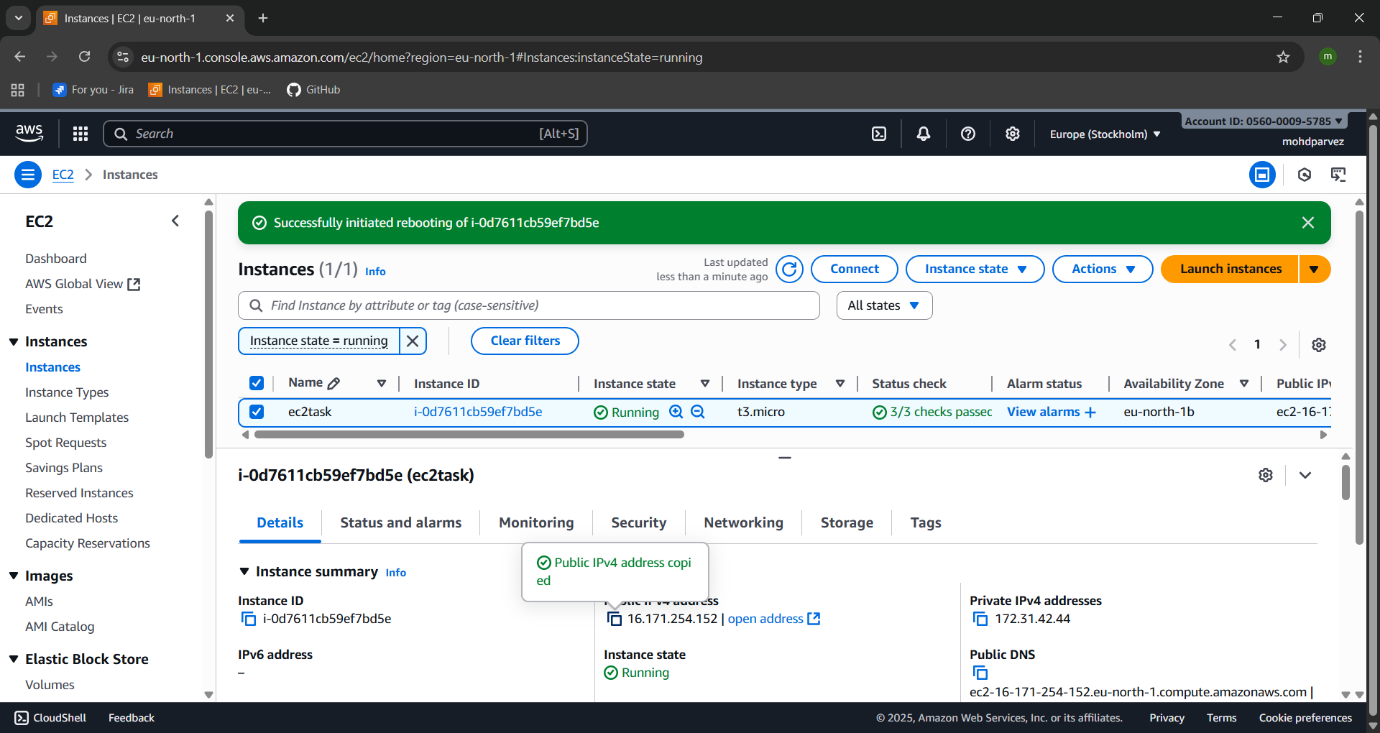 Instances | EC2 | eu-north-1
eu-north-1.console.aws.amazon.com/ec2/home?region=eu-north-1#Instances:instanceState=running
m
For you - Jira
Instances | EC2 | eu-...
GitHub
aws
Search
[Alt+S]
Europe (Stockholm)
Account ID: 0560-0009-5785
mohdparvez
EC2
Instances
EC2
Dashboard
AWS Global View
Events
Instances
Instances
Instance Types
Launch Templates
Spot Requests
Savings Plans
Reserved Instances
Dedicated Hosts
Capacity Reservations
Images
AMIs
AMI Catalog
Elastic Block Store
Volumes
Successfully initiated rebooting of i-0d7611cb59ef7bd5e
Instances (1/1) Info
Last updated
less than a minute ago
Connect
Instance state
Actions
Launch instances
Find Instance by attribute or tag (case-sensitive)
All states
Instance state = running
Clear filters
1
Name Instance ID Instance state Instance type Status check Alarm status Availability Zone Public IPv
ec2task i-0d7611cb59ef7bd5e Running t3.micro 3/3 checks passec View alarms + eu-north-1b ec2-16-17
i-0d7611cb59ef7bd5e (ec2task)
Details Status and alarms Monitoring Security Networking Storage Tags
Public IPv4 address copi
ed
Instance summary Info
Instance ID
i-0d7611cb59ef7bd5e
IPv6 address
–
Public IPv4 address
16.171.254.152 | open address
Instance state
Running
Private IPv4 addresses
172.31.42.44
Public DNS
ec2-16-171-254-152.eu-north-1.compute.amazonaws.com |
CloudShell
Feedback
© 2025, Amazon Web Services, Inc. or its affiliates.
Privacy
Terms
Cookie preferences